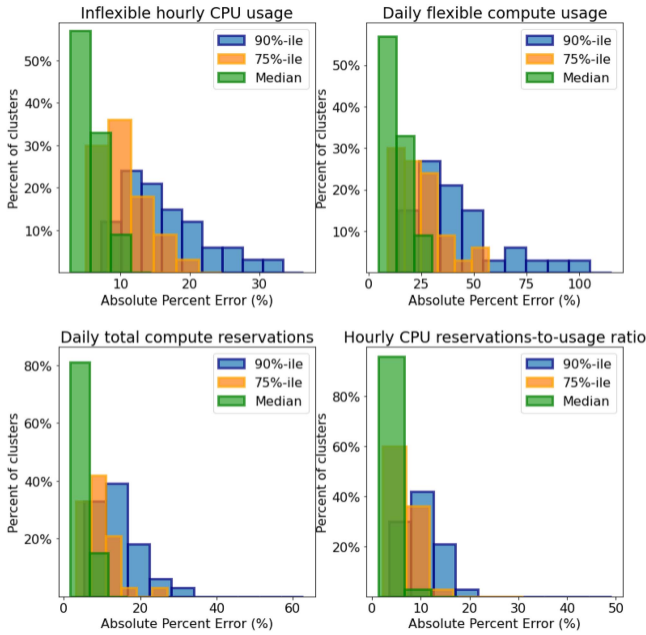 Inflexible hourly CPU usage
90%-ile
75%-ile
Median
50%
40%
30%
20%
10%
Percent of clusters
10
20
30
Absolute Percent Error (%)
Daily flexible compute usage
90%-ile
75%-ile
Median
50%
40%
30%
20%
10%
Percent of clusters
0
25
50
75
100
Absolute Percent Error (%)
Daily total compute reservations
90%-ile
75%-ile
Median
80%
60%
40%
20%
Percent of clusters
0
20
40
60
Absolute Percent Error (%)
Hourly CPU reservations-to-usage ratio
90%-ile
75%-ile
Median
80%
60%
40%
20%
Percent of clusters
0
10
20
30
40
50
Absolute Percent Error (%)